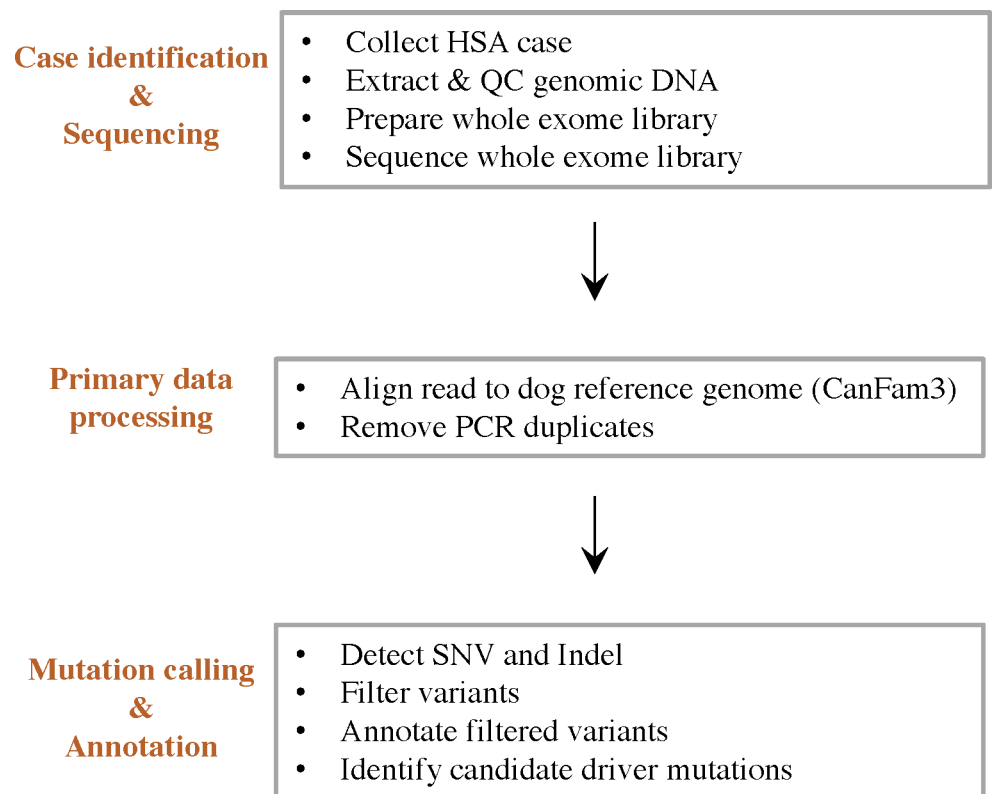 Case identification
&
Sequencing
• Collect HSA case
• Extract & QC genomic DNA
• Prepare whole exome library
• Sequence whole exome library
Primary data
processing
• Align read to dog reference genome (CanFam3)
• Remove PCR duplicates
Mutation calling
&
Annotation
• Detect SNV and Indel
• Filter variants
• Annotate filtered variants
• Identify candidate driver mutations